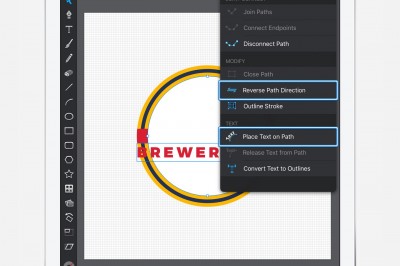 Join Paths
Connect Endpoints
Disconnect Path
MODIFY
Close Path
Reverse Path Direction
Outline Stroke
TEXT
Place Text on Path
Release Text from Path
Convert Text to Outlines
BREWER